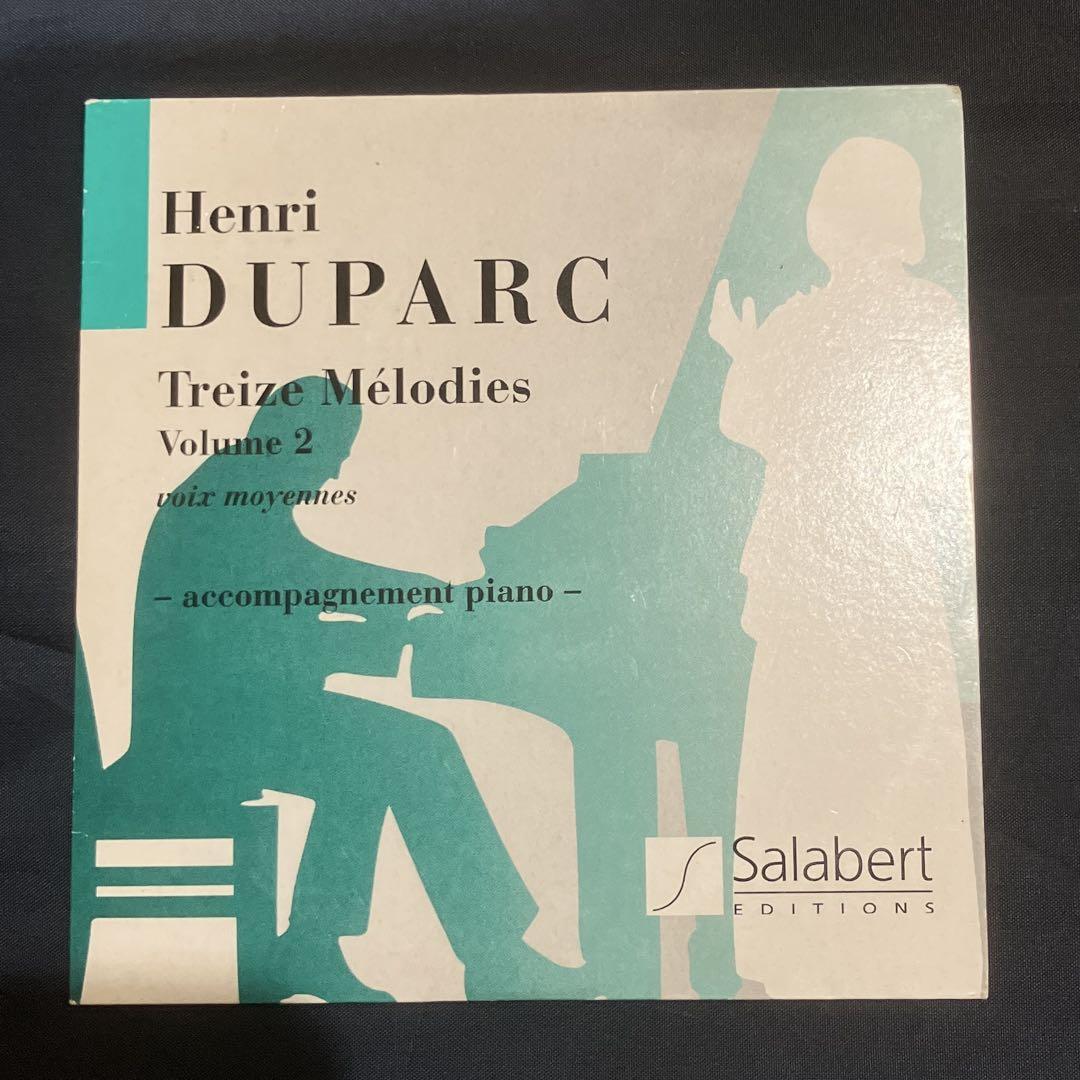 Henri
DUPARC
Treize Mélodies
Volume 2
voix moyennes
– accompagnement piano –
Salabert
EDITIONS